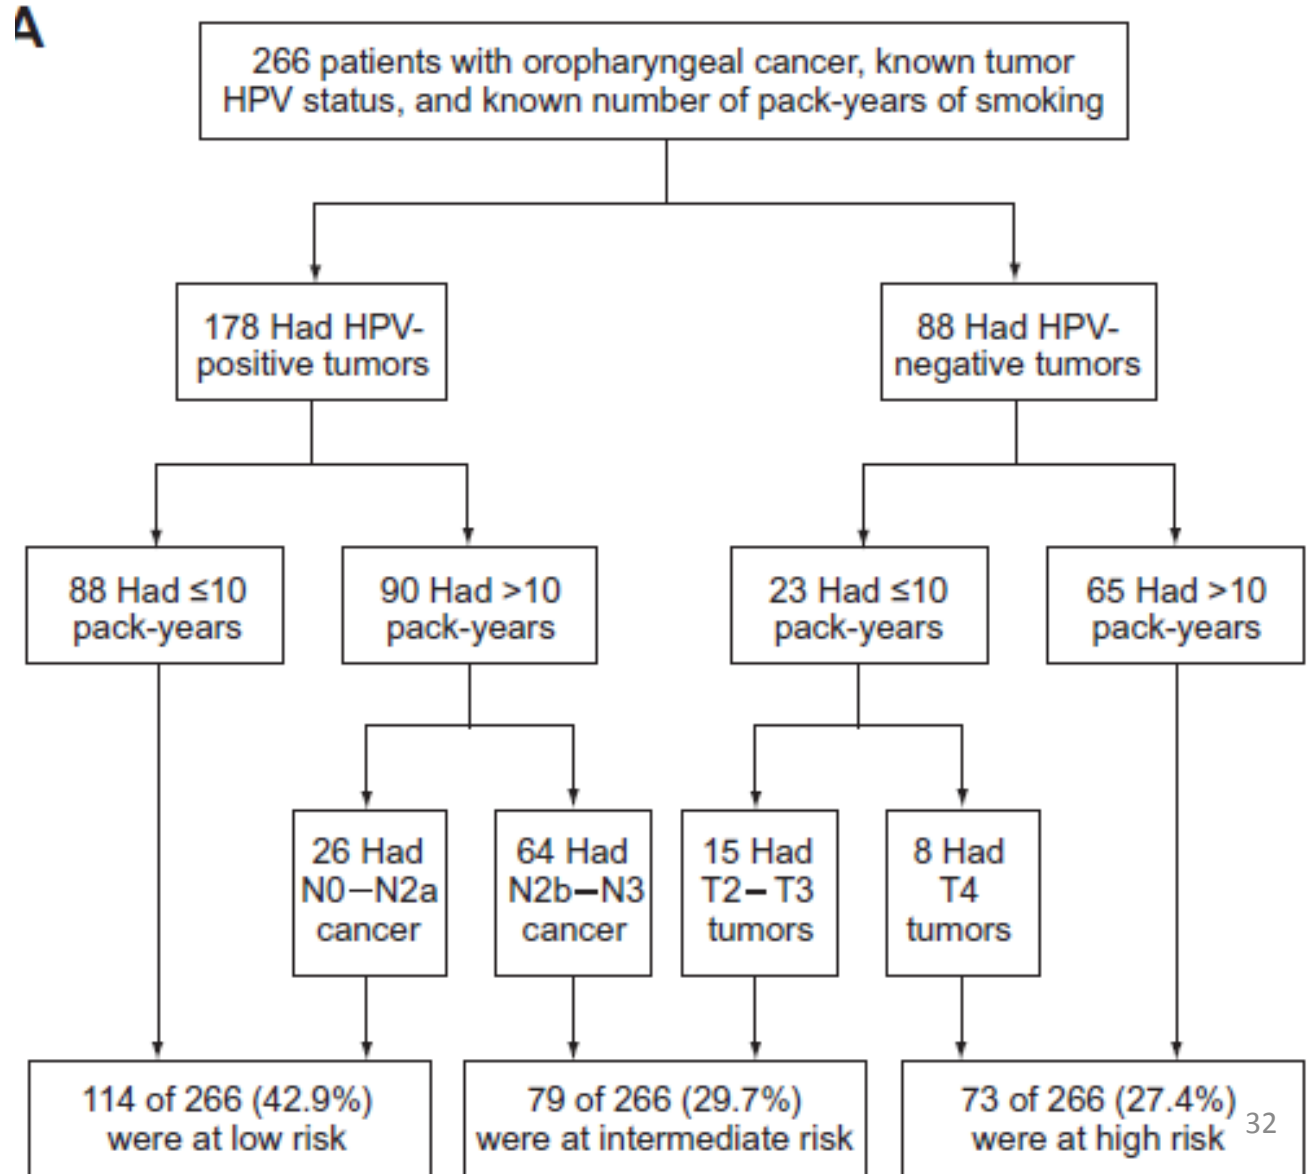 A
266 patients with oropharyngeal cancer, known tumor
HPV status, and known number of pack-years of smoking
178 Had HPV-
positive tumors
88 Had HPV-
negative tumors
88 Had ≤10
pack-years
90 Had >10
pack-years
23 Had ≤10
pack-years
65 Had >10
pack-years
26 Had
N0–N2a
cancer
64 Had
N2b–N3
cancer
15 Had
T2–T3
tumors
8 Had
T4
tumors
114 of 266 (42.9%)
were at low risk
79 of 266 (29.7%)
were at intermediate risk
73 of 266 (27.4%)
were at high risk
32